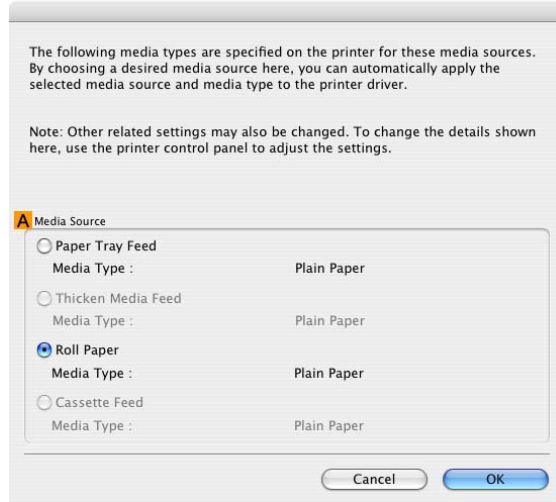 The following media types are specified on the printer for these media sources.
By choosing a desired media source here, you can automatically apply the
selected media source and media type to the printer driver.
Note: Other related settings may also be changed. To change the details shown
here, use the printer control panel to adjust the settings.
A Media Source
Paper Tray Feed
Media Type : Plain Paper
Thicken Media Feed
Media Type : Plain Paper
Roll Paper
Media Type : Plain Paper
Cassette Feed
Media Type : Plain Paper
Cancel OK